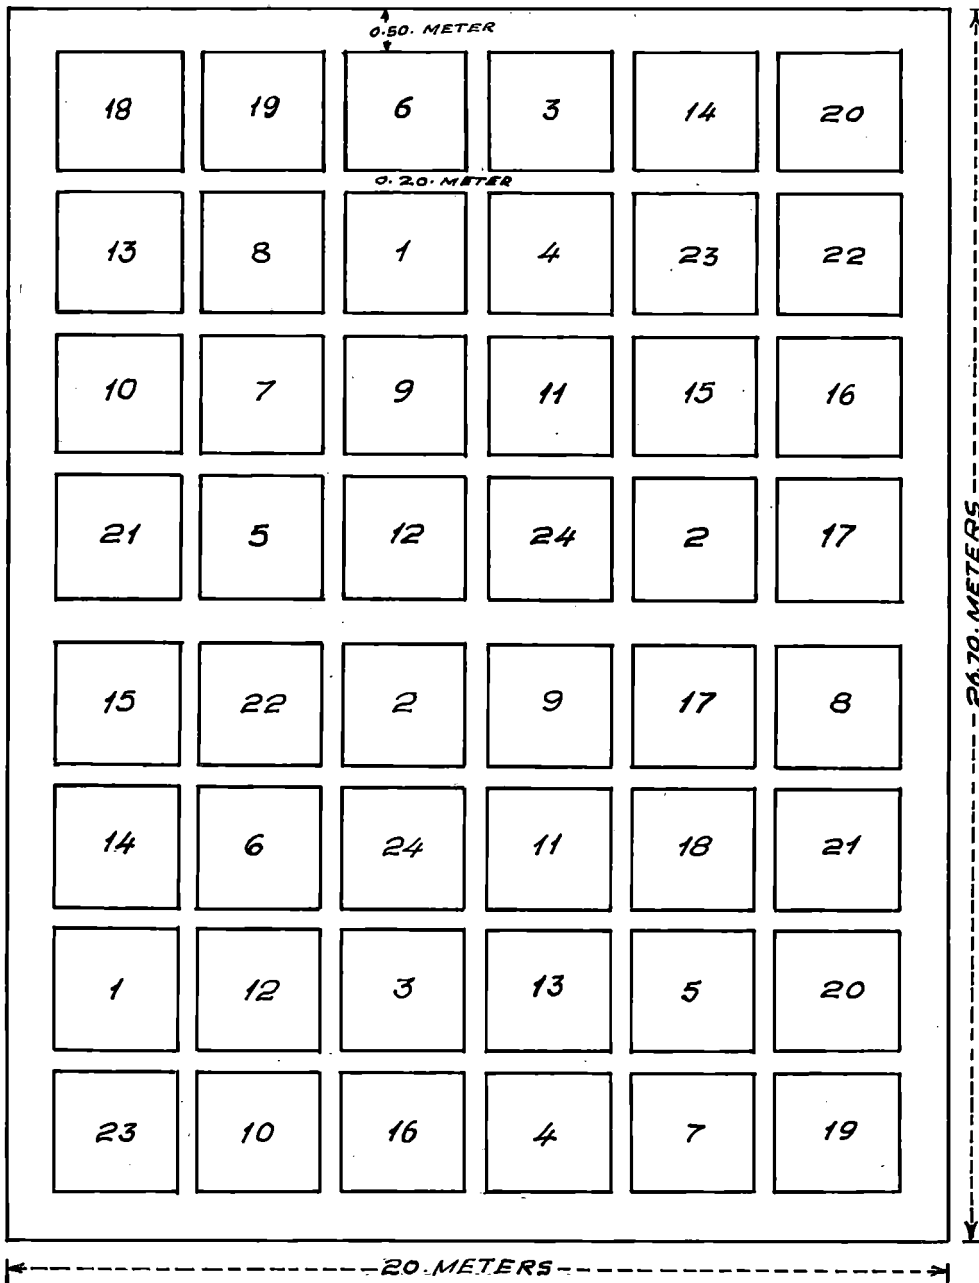 0.50. METER
18 19 6 3 14 20
0.20. METER
13 8 1 4 23 22
10 7 9 11 15 16
21 5 12 24 2 17
26.70. METERS
15 22 2 9 17 8
14 6 24 11 18 21
1 12 3 13 5 20
23 10 16 4 7 19
20. METERS